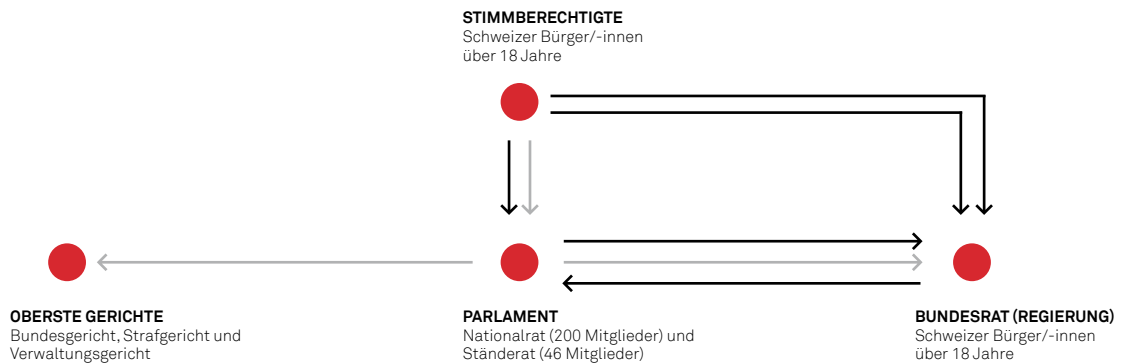 STIMMBERECHTIGTE
Schweizer Bürger/-innen
über 18 Jahre
OBERSTE GERICHTE
Bundesgericht, Strafgericht und
Verwaltungsgericht
PARLAMENT
Nationalrat (200 Mitglieder) und
Ständerat (46 Mitglieder)
BUNDESRAT (REGIERUNG)
Schweizer Bürger/-innen
über 18 Jahre